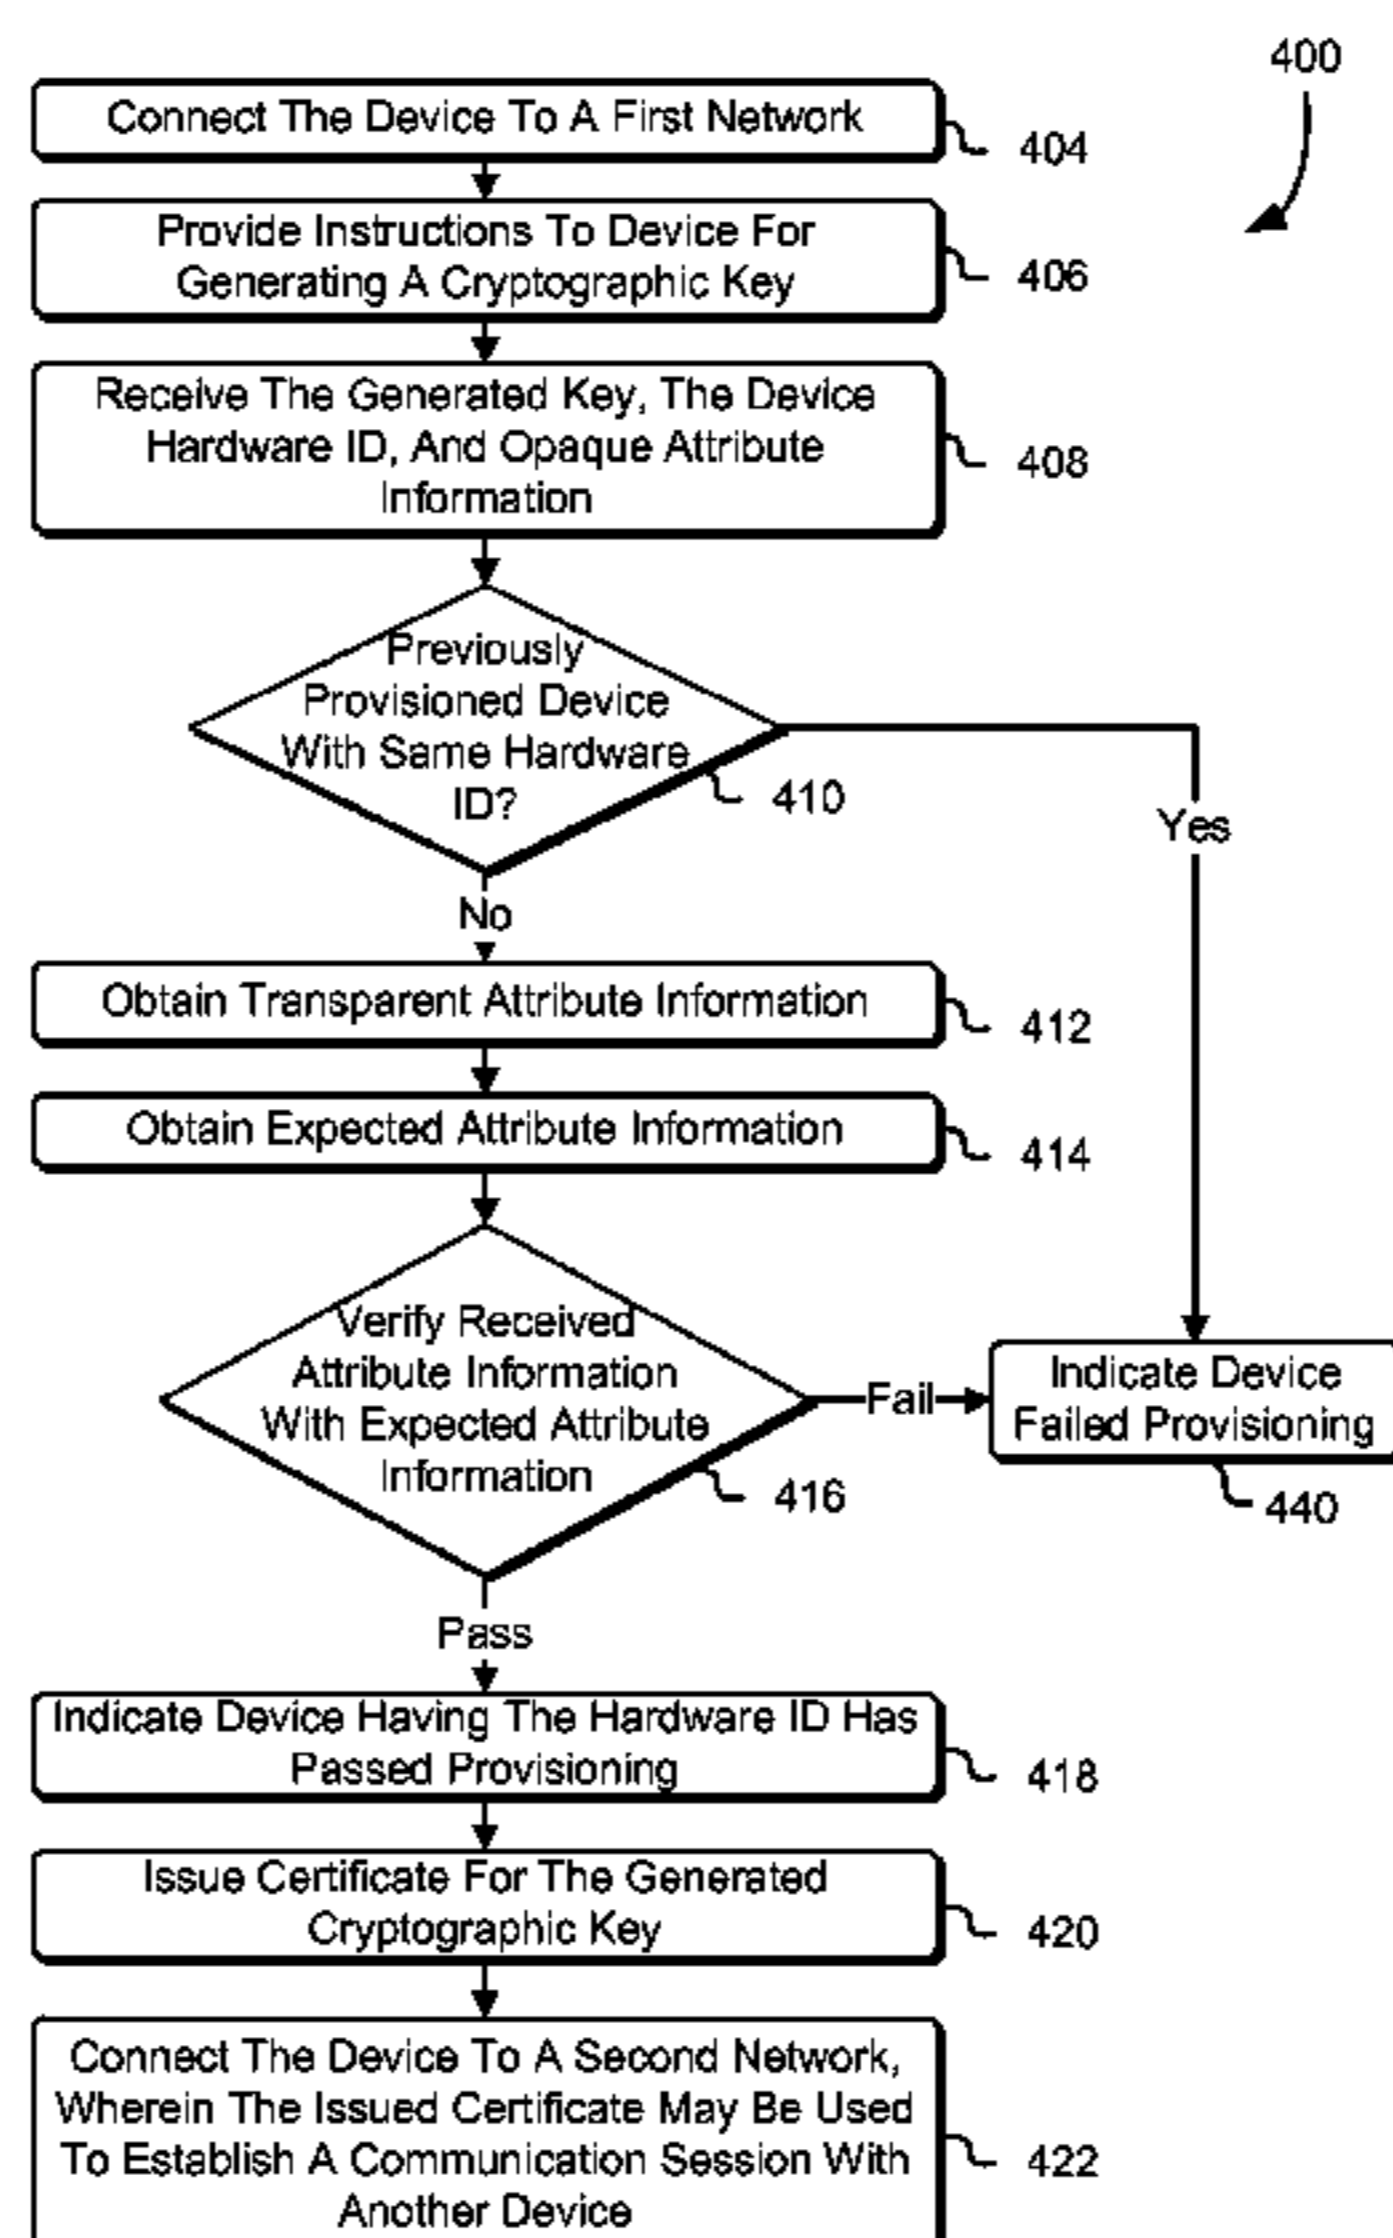 400
Connect The Device To A First Network
404
Provide Instructions To Device For
Generating A Cryptographic Key
406
Receive The Generated Key, The Device
Hardware ID, And Opaque Attribute
Information
408
Previously
Provisioned Device
With Same Hardware
ID?
410
Yes
No
Obtain Transparent Attribute Information
412
Obtain Expected Attribute Information
414
Verify Received
Attribute Information
With Expected Attribute
Information
416
Fail
Indicate Device
Failed Provisioning
440
Pass
Indicate Device Having The Hardware ID Has
Passed Provisioning
418
Issue Certificate For The Generated
Cryptographic Key
420
Connect The Device To A Second Network,
Wherein The Issued Certificate May Be Used
To Establish A Communication Session With
Another Device
422